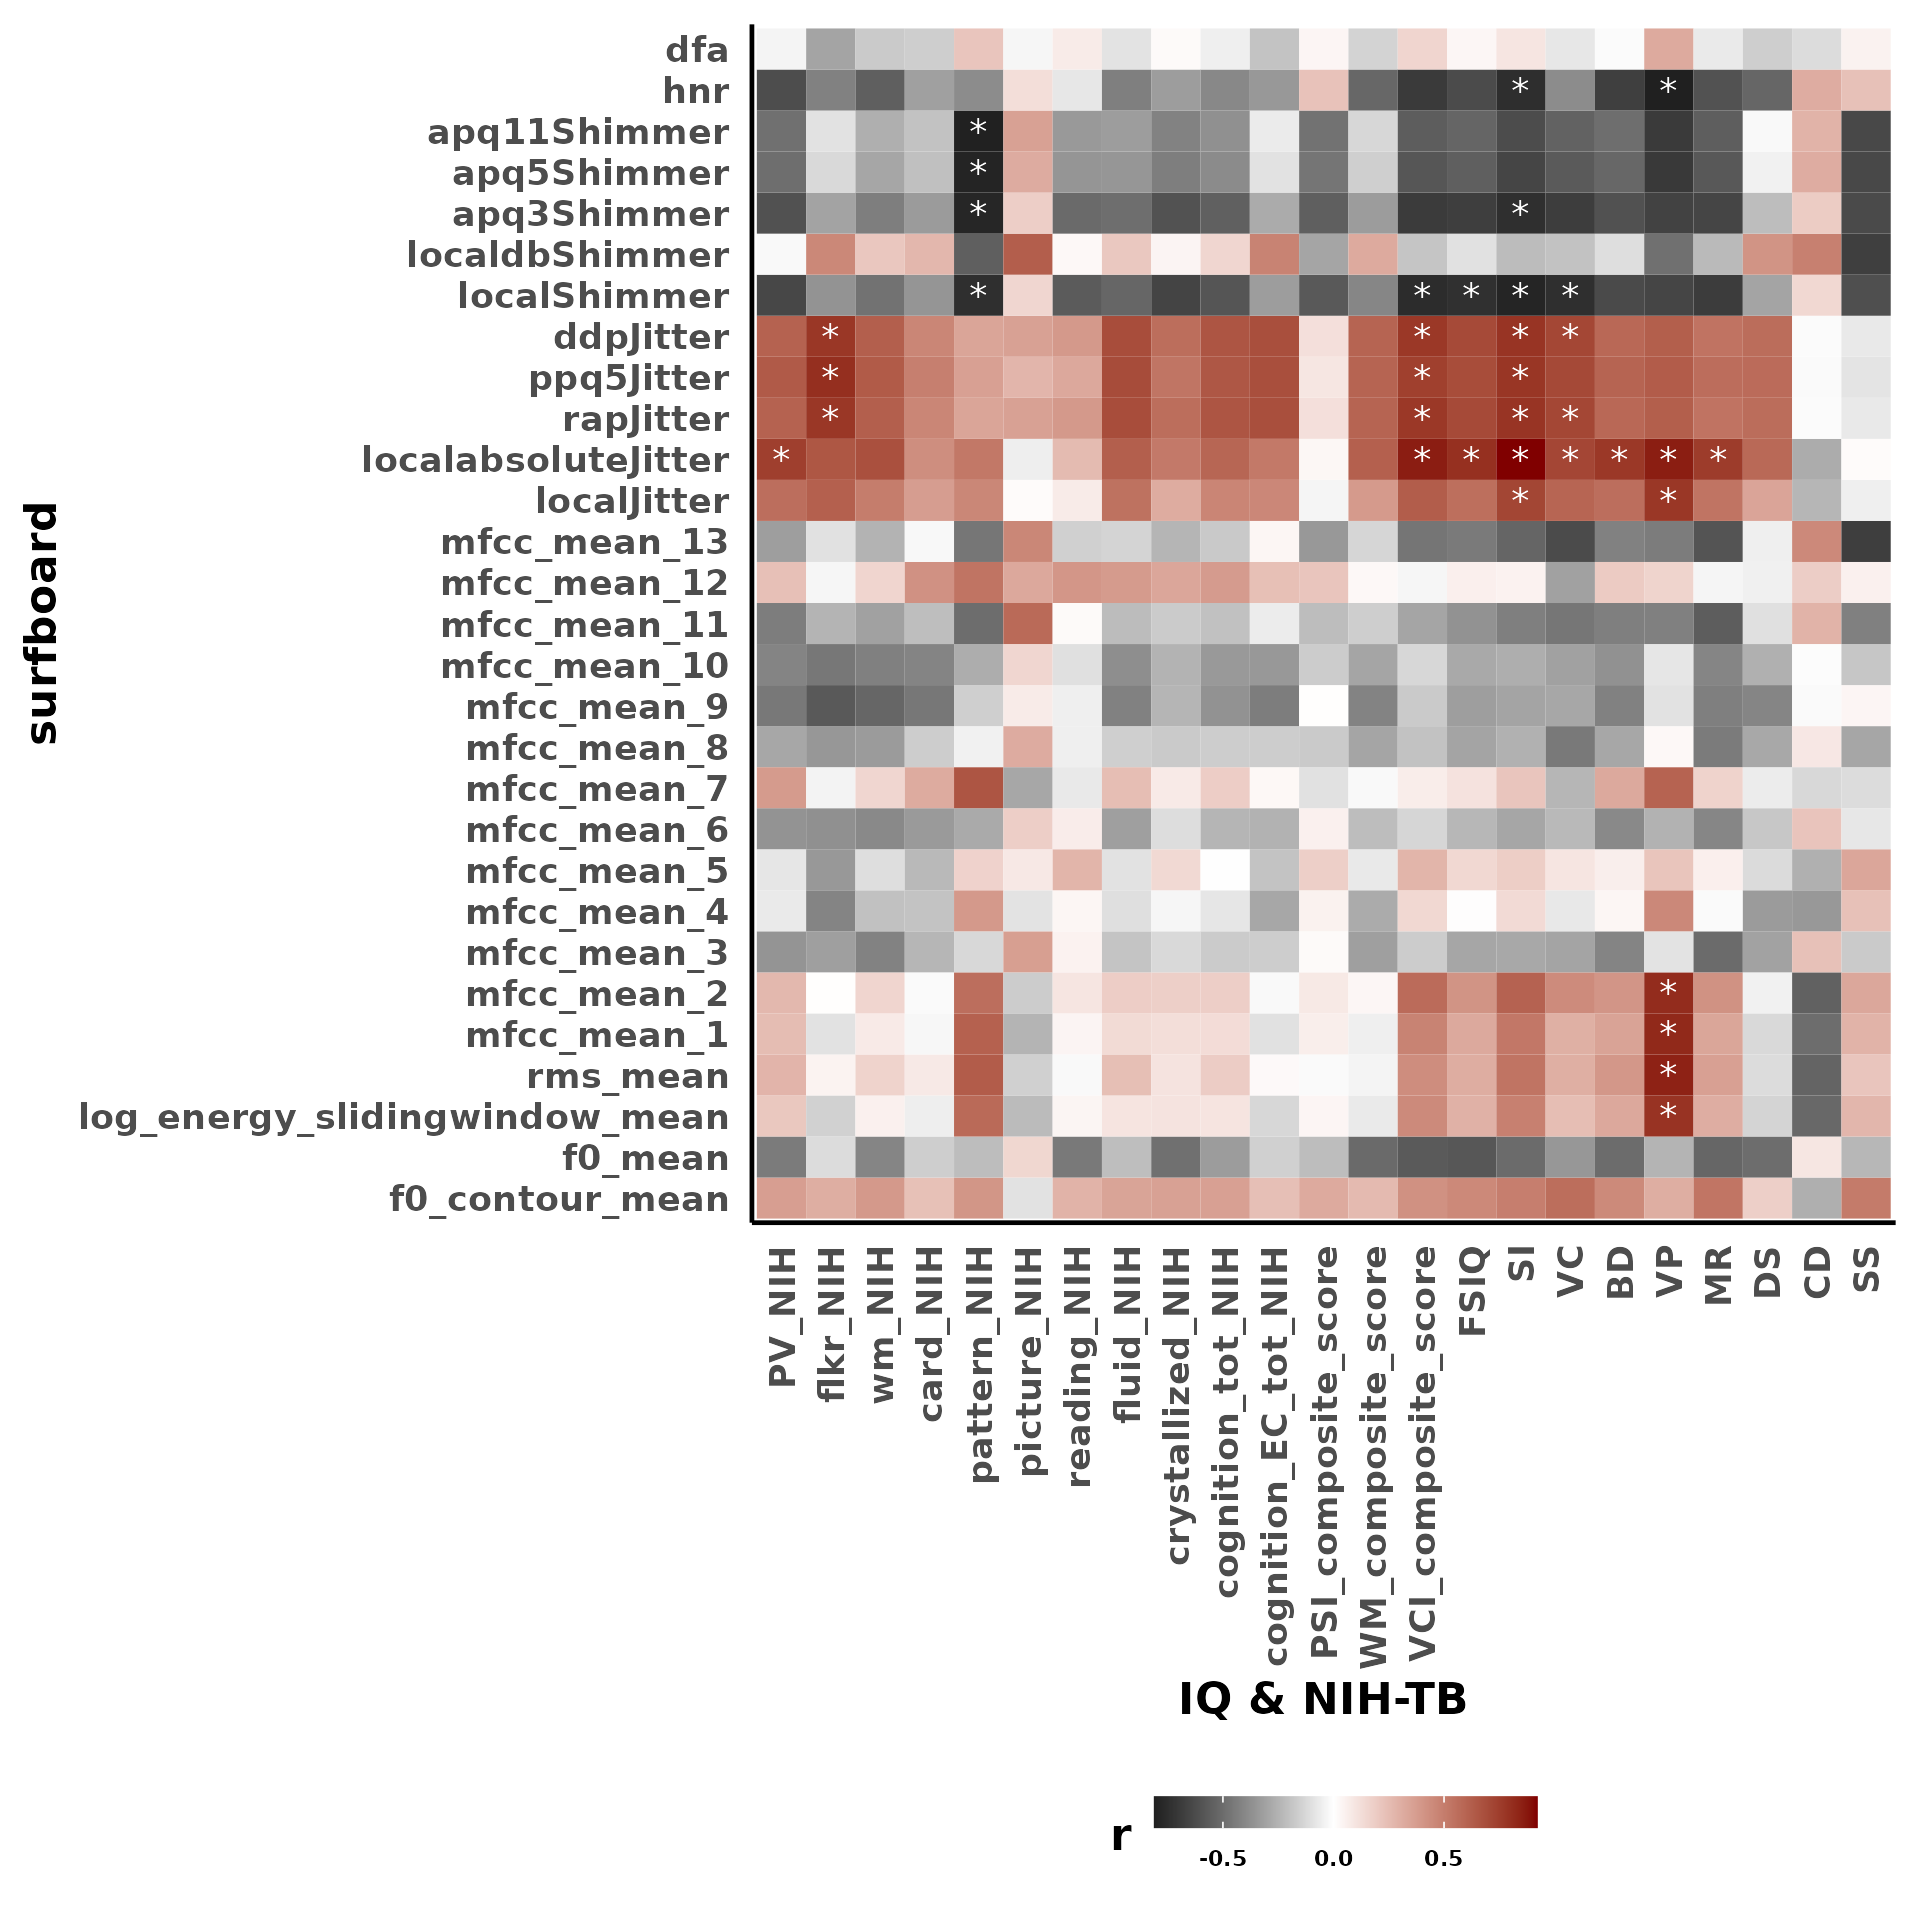 dfa
hnr
apq11Shimmer
apq5Shimmer
apq3Shimmer
localdbShimmer
localShimmer
ddpJitter
ppq5Jitter
rapJitter
localabsoluteJitter
localJitter
mfcc_mean_13
mfcc_mean_12
mfcc_mean_11
mfcc_mean_10
mfcc_mean_9
mfcc_mean_8
mfcc_mean_7
mfcc_mean_6
mfcc_mean_5
mfcc_mean_4
mfcc_mean_3
mfcc_mean_2
mfcc_mean_1
rms_mean
log_energy_slidingwindow_mean
f0_mean
f0_contour_mean
surfboard
PV_NIH
flkr_NIH
wm_NIH
card_NIH
pattern_NIH
picture_NIH
reading_NIH
fluid_NIH
crystallized_NIH
cognition_tot_NIH
cognition_EC_tot_NIH
PSI_composite_score
WM_composite_score
VCI_composite_score
FSIQ
SI
VC
BD
VP
MR
DS
CD
SS
IQ & NIH-TB
r
-0.5 0.0 0.5